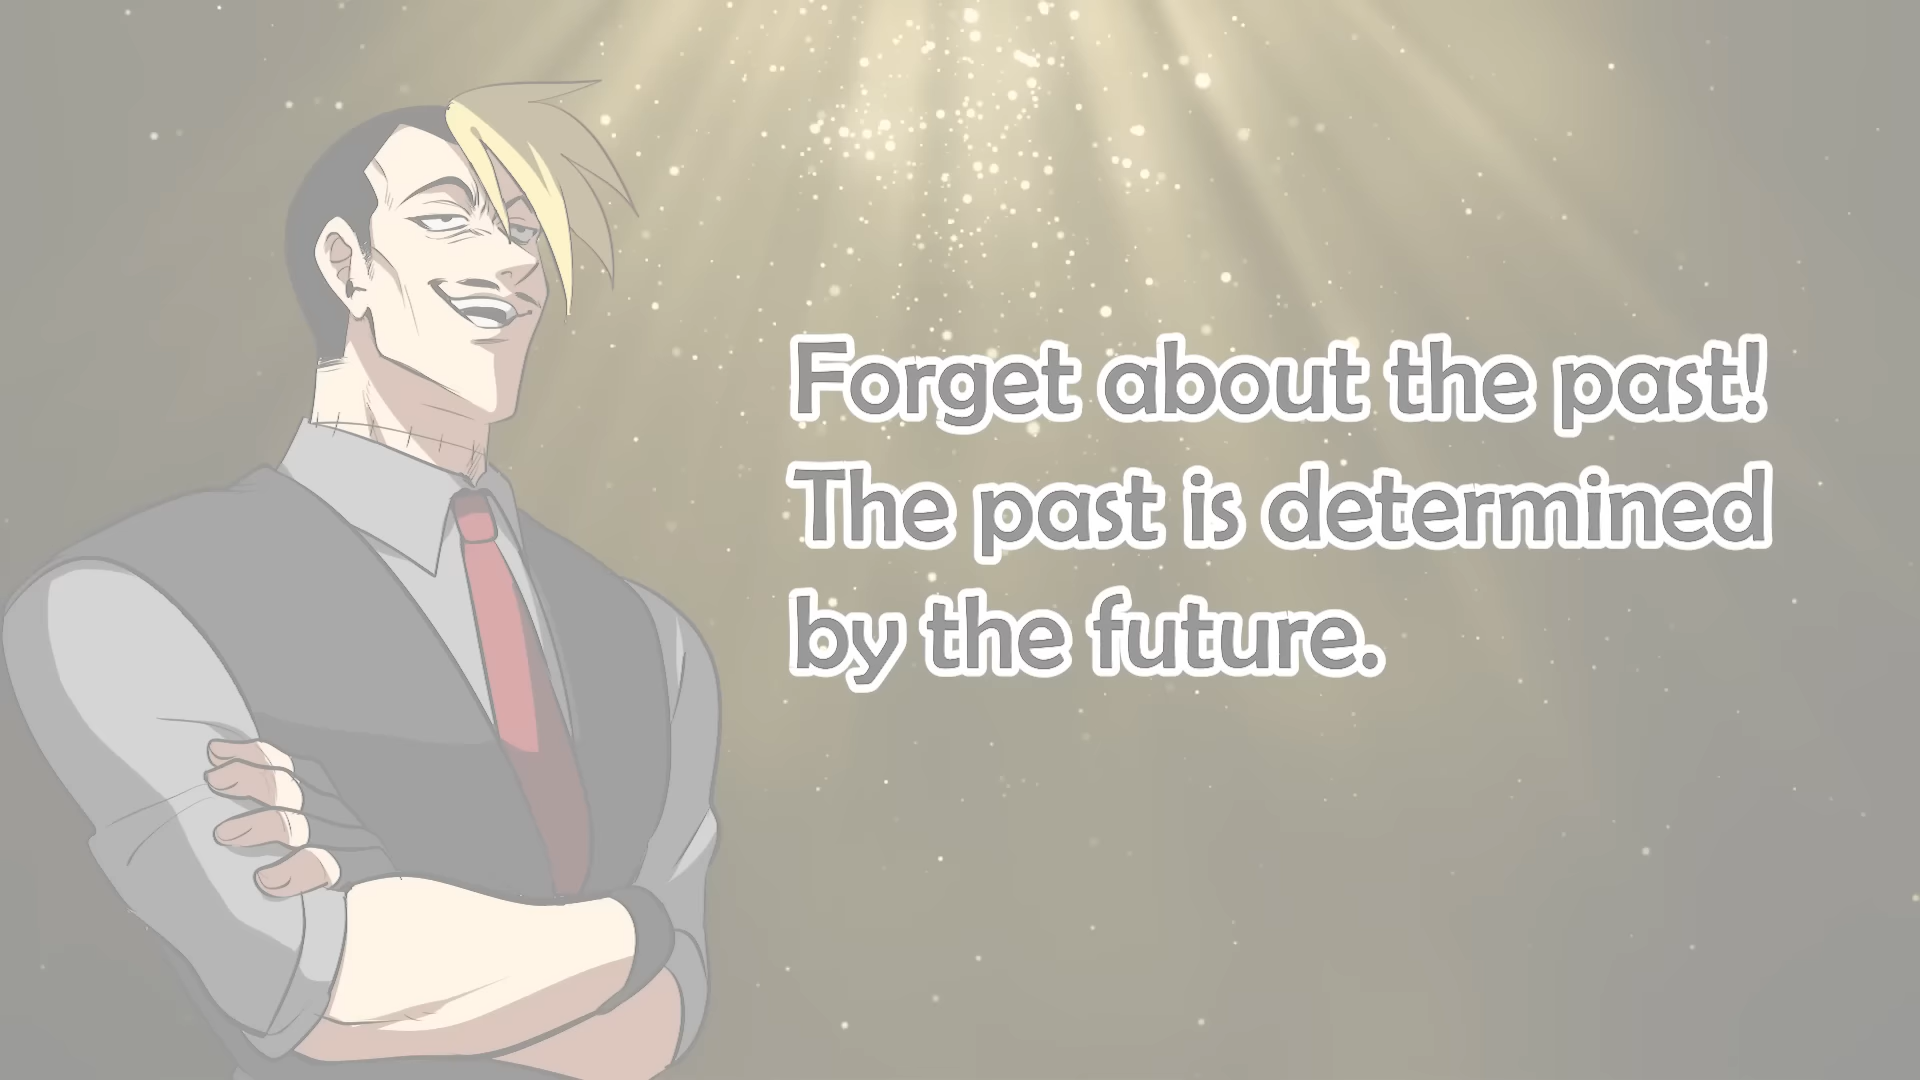 Forget about the past!
The past is determined
by the future.